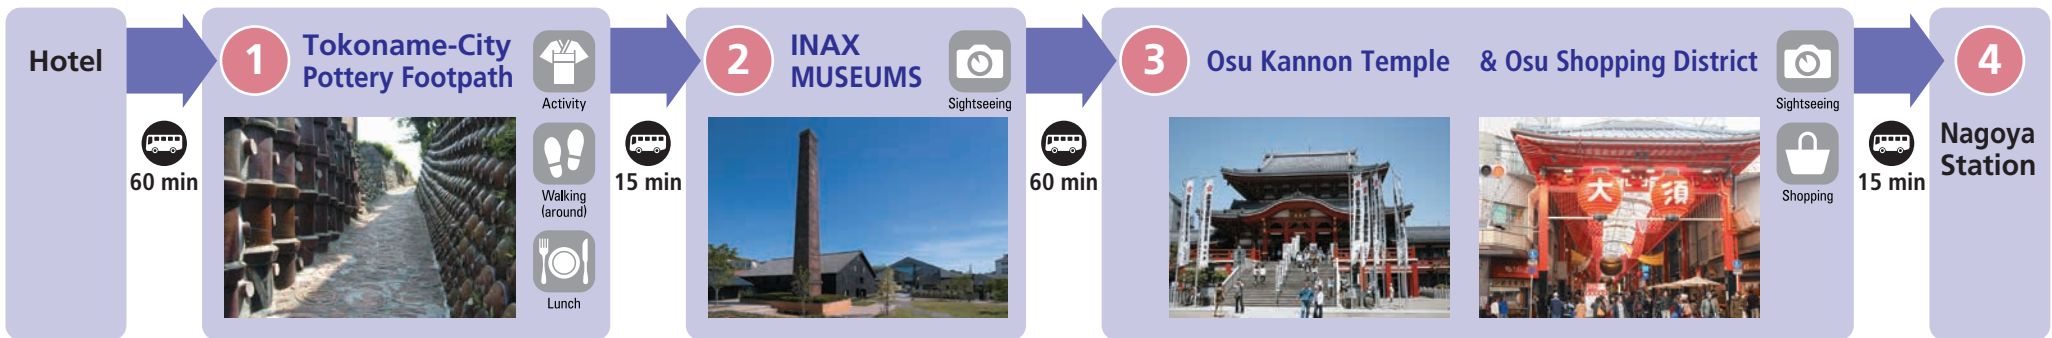 Hotel
60 min
1
Tokoname-City
Pottery Footpath
Activity
Walking
(around)
Lunch
15 min
2
INAX
MUSEUMS
Sightseeing
60 min
3
Osu Kannon Temple & Osu Shopping District
Sightseeing
Shopping
大須
15 min
4
Nagoya
Station